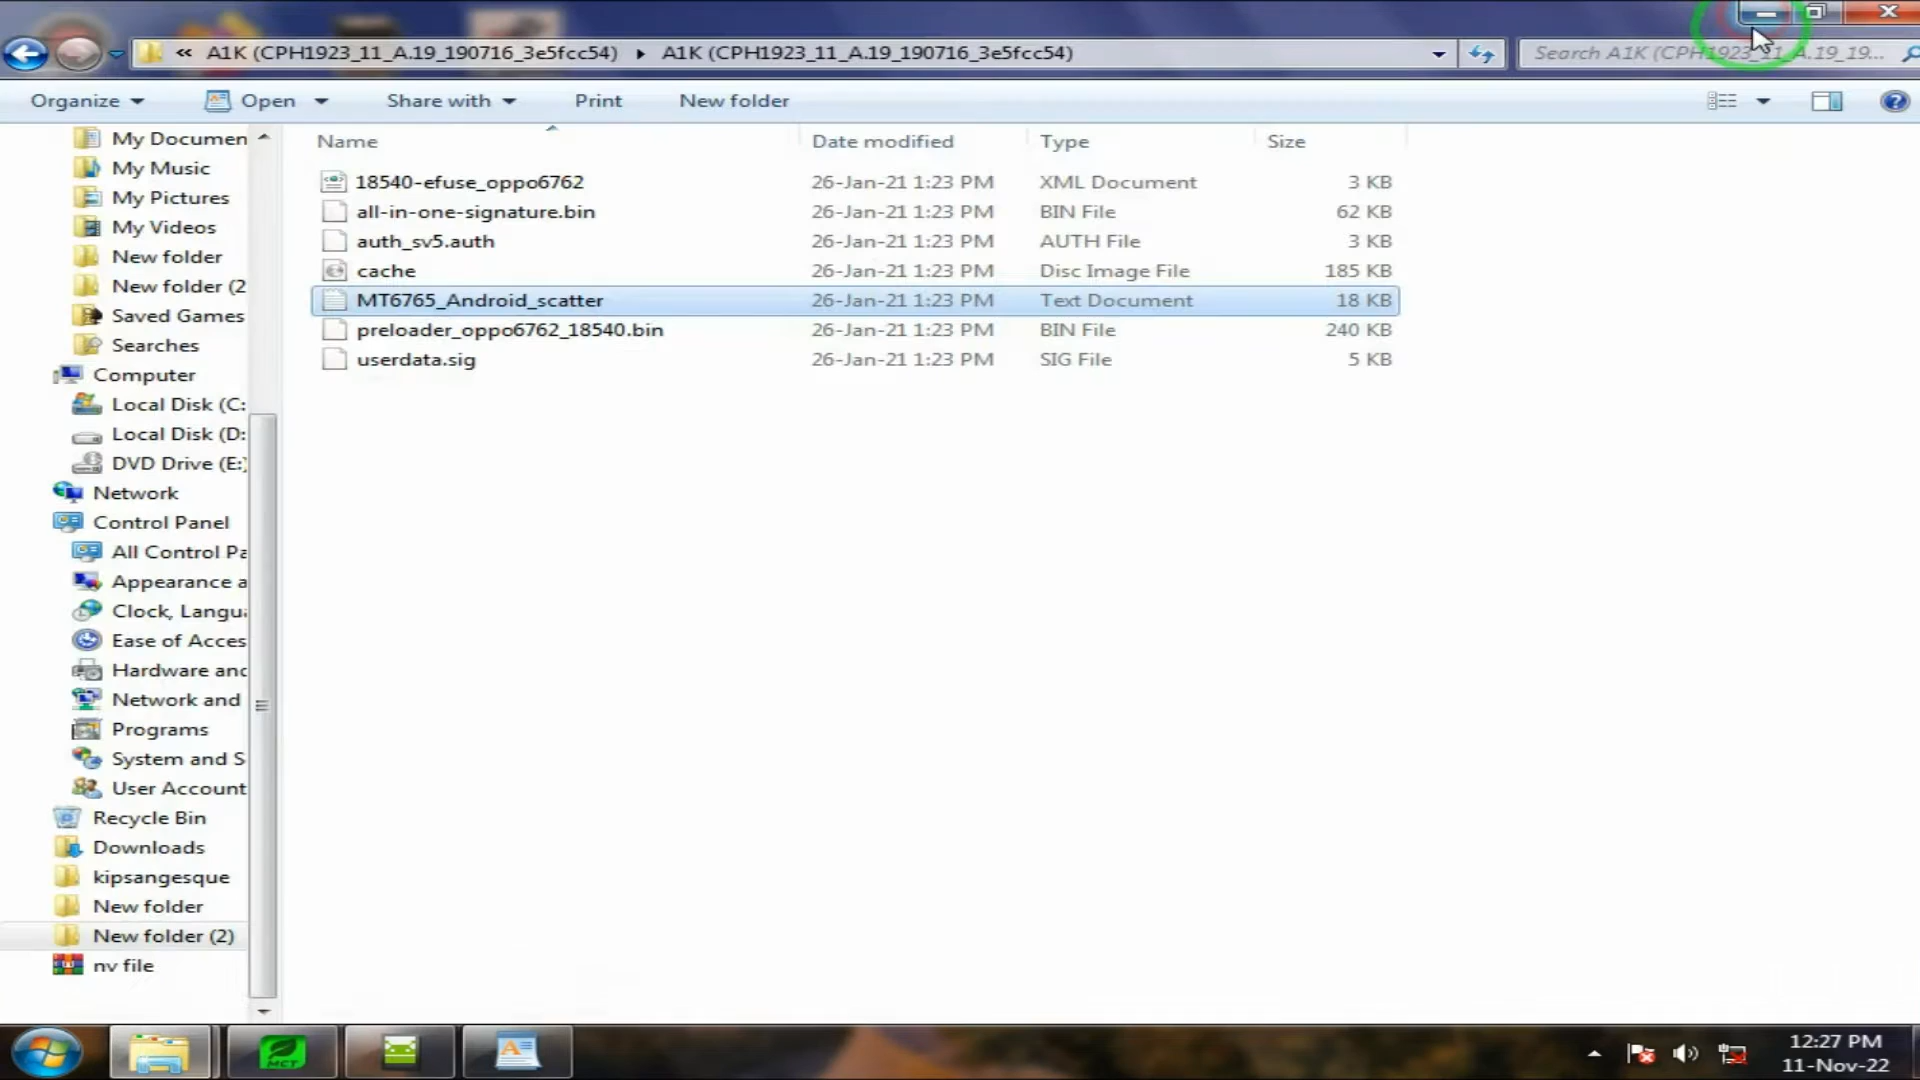 « A1K (CPH1923_11_A.19_190716_3e5fcc54) ▸ A1K (CPH1923_11_A.19_190716_3e5fcc54)
Search A1K (CPH1923_11_A.19_19...
Organize Open Share with Print New folder
Name Date modified Type Size
18540-efuse_oppo6762 26-Jan-21 1:23 PM XML Document 3 KB
all-in-one-signature.bin 26-Jan-21 1:23 PM BIN File 62 KB
auth_sv5.auth 26-Jan-21 1:23 PM AUTH File 3 KB
cache 26-Jan-21 1:23 PM Disc Image File 185 KB
MT6765_Android_scatter 26-Jan-21 1:23 PM Text Document 18 KB
preloader_oppo6762_18540.bin 26-Jan-21 1:23 PM BIN File 240 KB
userdata.sig 26-Jan-21 1:23 PM SIG File 5 KB
My Documen
My Music
My Pictures
My Videos
New folder
New folder (2
Saved Games
Searches
Computer
Local Disk (C:
Local Disk (D:
DVD Drive (E:)
Network
Control Panel
All Control Pa
Appearance a
Clock, Langua
Ease of Acces
Hardware and
Network and
Programs
System and S
User Account
Recycle Bin
Downloads
kipsangesque
New folder
New folder (2)
nv file
MCT
12:27 PM
11-Nov-22